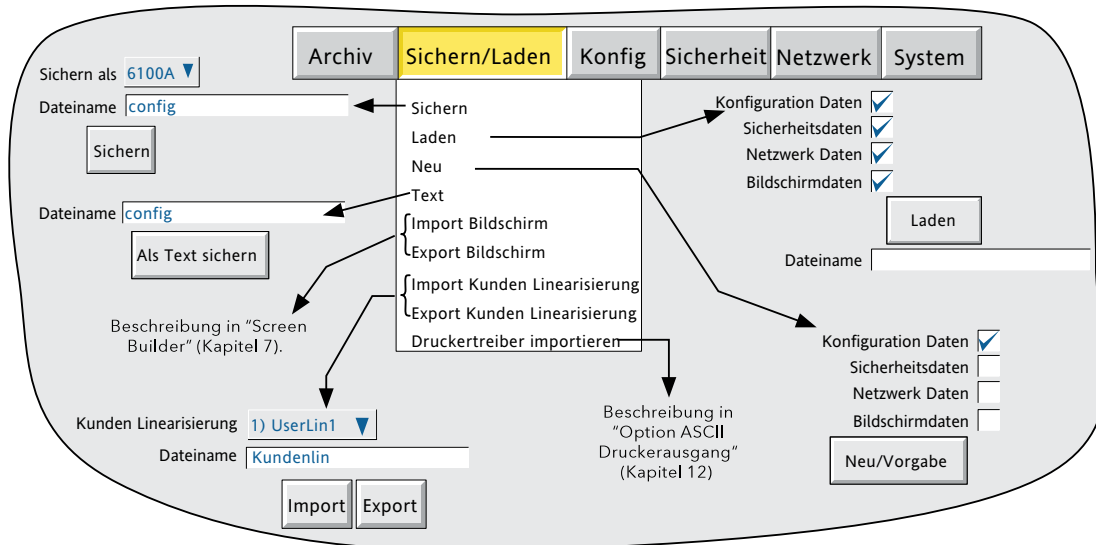 Archiv Sichern/Laden Konfig Sicherheit Netzwerk System
Sichern als 6100A
Dateiname config
Sichern
Dateiname config
Als Text sichern
Beschreibung in “Screen
Builder” (Kapitel 7).
Kunden Linearisierung 1) UserLin1
Dateiname Kundenlin
Import Export
Sichern
Laden
Neu
Text
Import Bildschirm
Export Bildschirm
Import Kunden Linearisierung
Export Kunden Linearisierung
Druckertreiber importieren
Beschreibung in
“Option ASCII
Druckerausgang“
(Kapitel 12)
Konfiguration Daten
Sicherheitsdaten
Netzwerk Daten
Bildschirmdaten
Laden
Dateiname
Konfiguration Daten
Sicherheitsdaten
Netzwerk Daten
Bildschirmdaten
Neu/Vorgabe